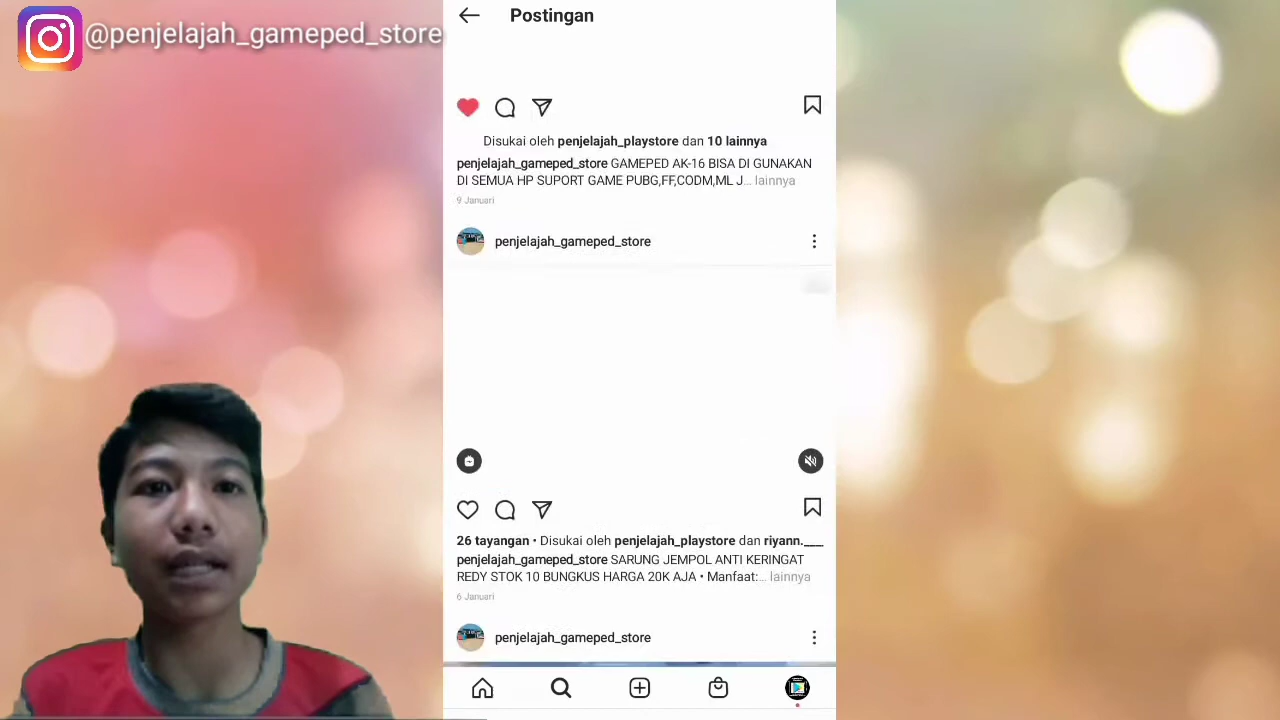 @penjelajah_gameped_store
Postingan
Disukai oleh penjelajah_playstore dan 10 lainnya
penjelajah_gameped_store GAMEPED AK-16 BISA DI GUNAKAN
DI SEMUA HP SUPORT GAME PUBG,FF,CODM,ML J... lainnya
9 Januari
penjelajah_gameped_store
26 tayangan • Disukai oleh penjelajah_playstore dan riyann.___
penjelajah_gameped_store SARUNG JEMPOL ANTI KERINGAT
REDY STOK 10 BUNGKUS HARGA 20K AJA • Manfaat:... lainnya
6 Januari
penjelajah_gameped_store